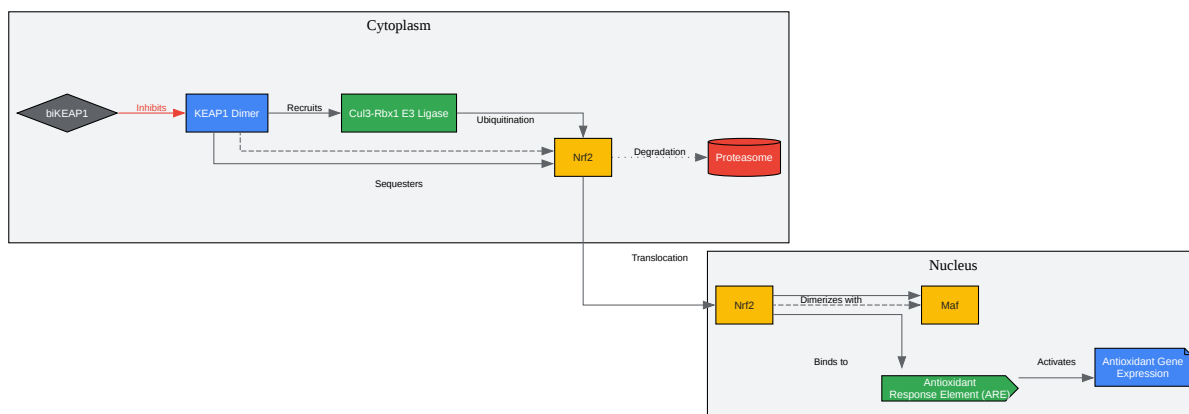 Cytoplasm
biKEAP1
Inhibits
KEAP1 Dimer
Recruits
Cul3-Rbx1 E3 Ligase
Ubiquitination
Nrf2
Degradation
Proteasome
Sequesters
Translocation
Nucleus
Nrf2
Dimerizes with
Maf
Binds to
Antioxidant
Response Element (ARE)
Activates
Antioxidant Gene
Expression